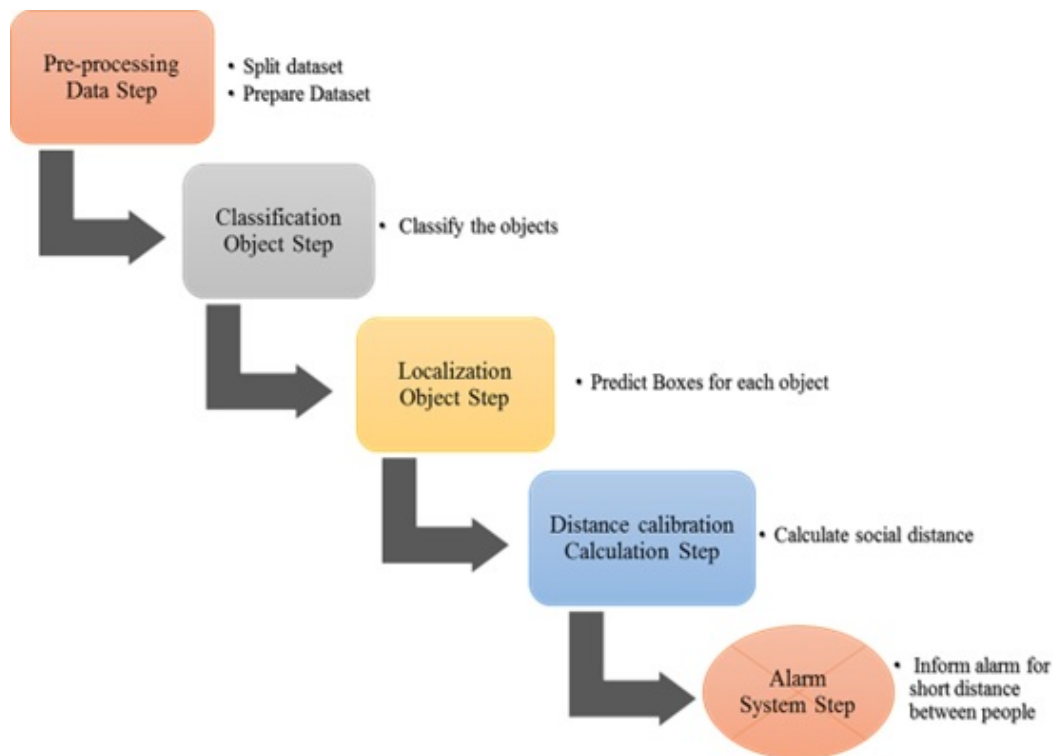 Pre-processing
Data Step
• Split dataset
• Prepare Dataset
Classification
Object Step
• Classify the objects
Localization
Object Step
• Predict Boxes for each object
Distance calibration
Calculation Step
• Calculate social distance
Alarm
System Step
• Inform alarm for
short distance
between people